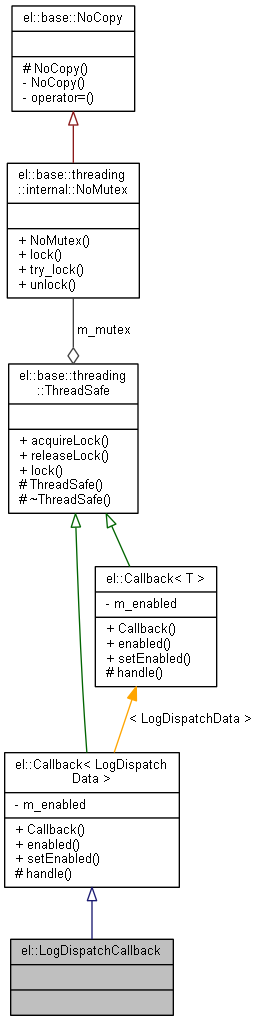 el::base::NoCopy
# NoCopy()
- NoCopy()
- operator=()
el::base::threading
::internal::NoMutex
+ NoMutex()
+ lock()
+ try_lock()
+ unlock()
m_mutex
el::base::threading
::ThreadSafe
+ acquireLock()
+ releaseLock()
+ lock()
# ThreadSafe()
# ~ThreadSafe()
el::Callback< T >
- m_enabled
+ Callback()
+ enabled()
+ setEnabled()
# handle()
< LogDispatchData >
el::Callback< LogDispatch
Data >
- m_enabled
+ Callback()
+ enabled()
+ setEnabled()
# handle()
el::LogDispatchCallback